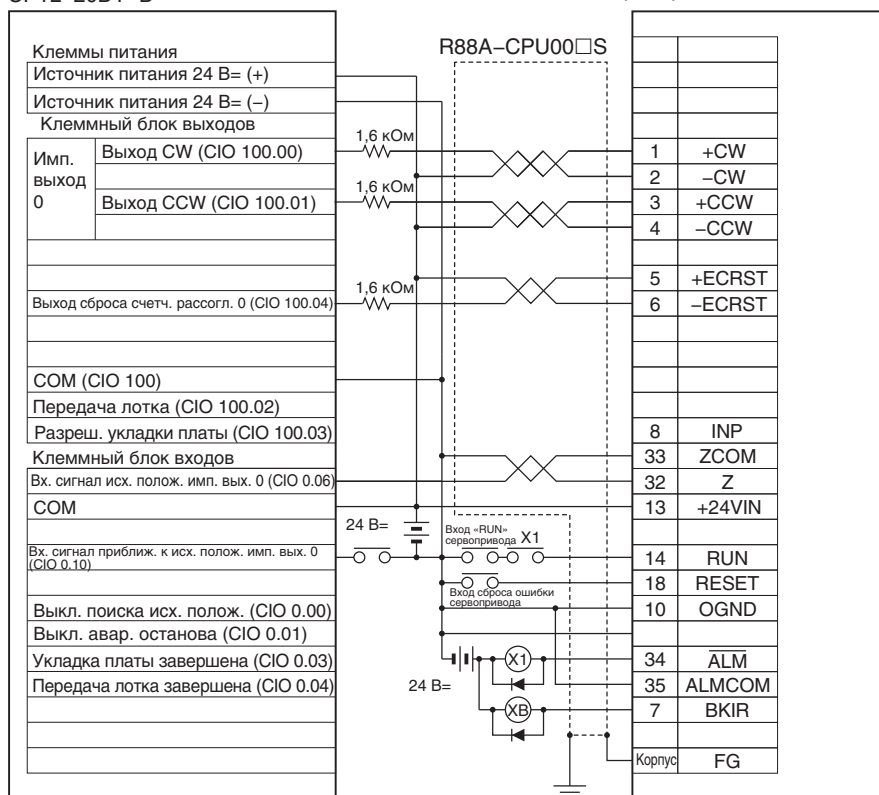 R88A–CPU00□S
Клеммы питания
Источник питания 24 В= (+)
Источник питания 24 В= (–)
Клеммный блок выходов
Имп.
выход
0
Выход CW (CIO 100.00)
Выход CCW (CIO 100.01)
1,6 кОм
1,6 кОм
1,6 кОм
Выход сброса счетч. рассогл. 0 (CIO 100.04)
COM (CIO 100)
Передача лотка (CIO 100.02)
Разреш. укладки платы (CIO 100.03)
Клеммный блок входов
Вх. сигнал исх. полож. имп. вых. 0 (CIO 0.06)
COM
Вх. сигнал приближ. к исх. полож. имп. вых. 0
(CIO 0.10)
Выкл. поиска исх. полож. (CIO 0.00)
Выкл. авар. останова (CIO 0.01)
Укладка платы завершена (CIO 0.03)
Передача лотка завершена (CIO 0.04)
24 В=
Вход «RUN»
сервопривода X1
Вход сброса ошибки
сервопривода
24 В=
X1
XB
1 +CW
2 –CW
3 +CCW
4 –CCW
5 +ECRST
6 –ECRST
8 INP
33 ZCOM
32 Z
13 +24VIN
14 RUN
18 RESET
10 OGND
34 ALM
35 ALMCOM
7 BKIR
Корпус FG